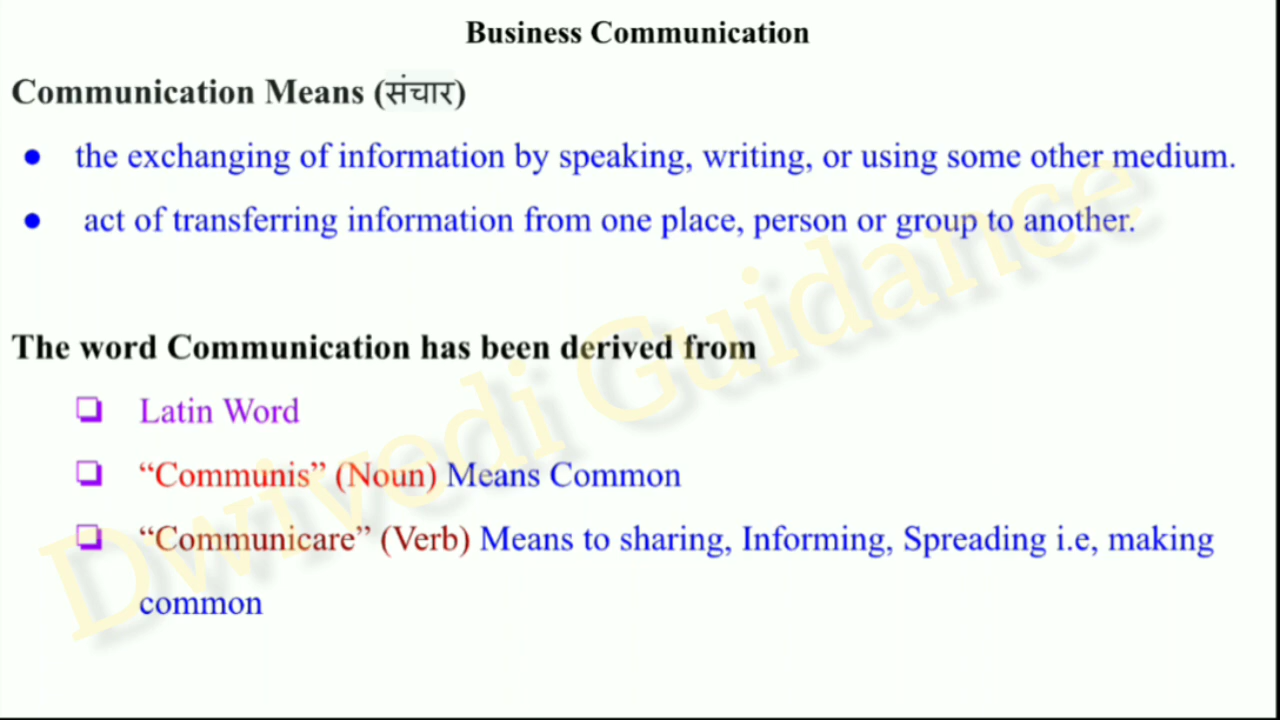 Business Communication
Communication Means (संचार)
● the exchanging of information by speaking, writing, or using some other medium.
● act of transferring information from one place, person or group to another.
The word Communication has been derived from
❏ Latin Word
❏ “Communis” (Noun) Means Common
❏ “Communicare” (Verb) Means to sharing, Informing, Spreading i.e, making
common
Dwivedi Guidance